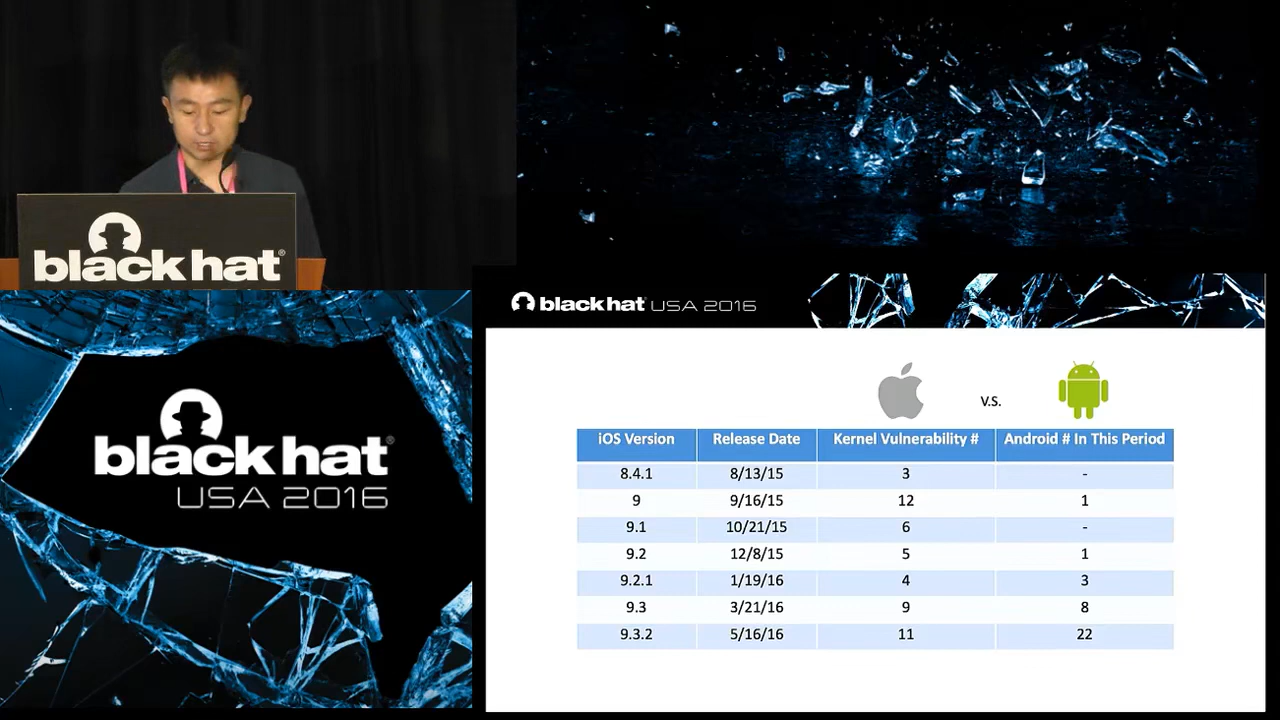 black hat®
black hat®
USA 2016
black hat USA 2016
V.S.
iOS Version Release Date Kernel Vulnerability # Android # In This Period
8.4.1 8/13/15 3 -
9 9/16/15 12 1
9.1 10/21/15 6 -
9.2 12/8/15 5 1
9.2.1 1/19/16 4 3
9.3 3/21/16 9 8
9.3.2 5/16/16 11 22